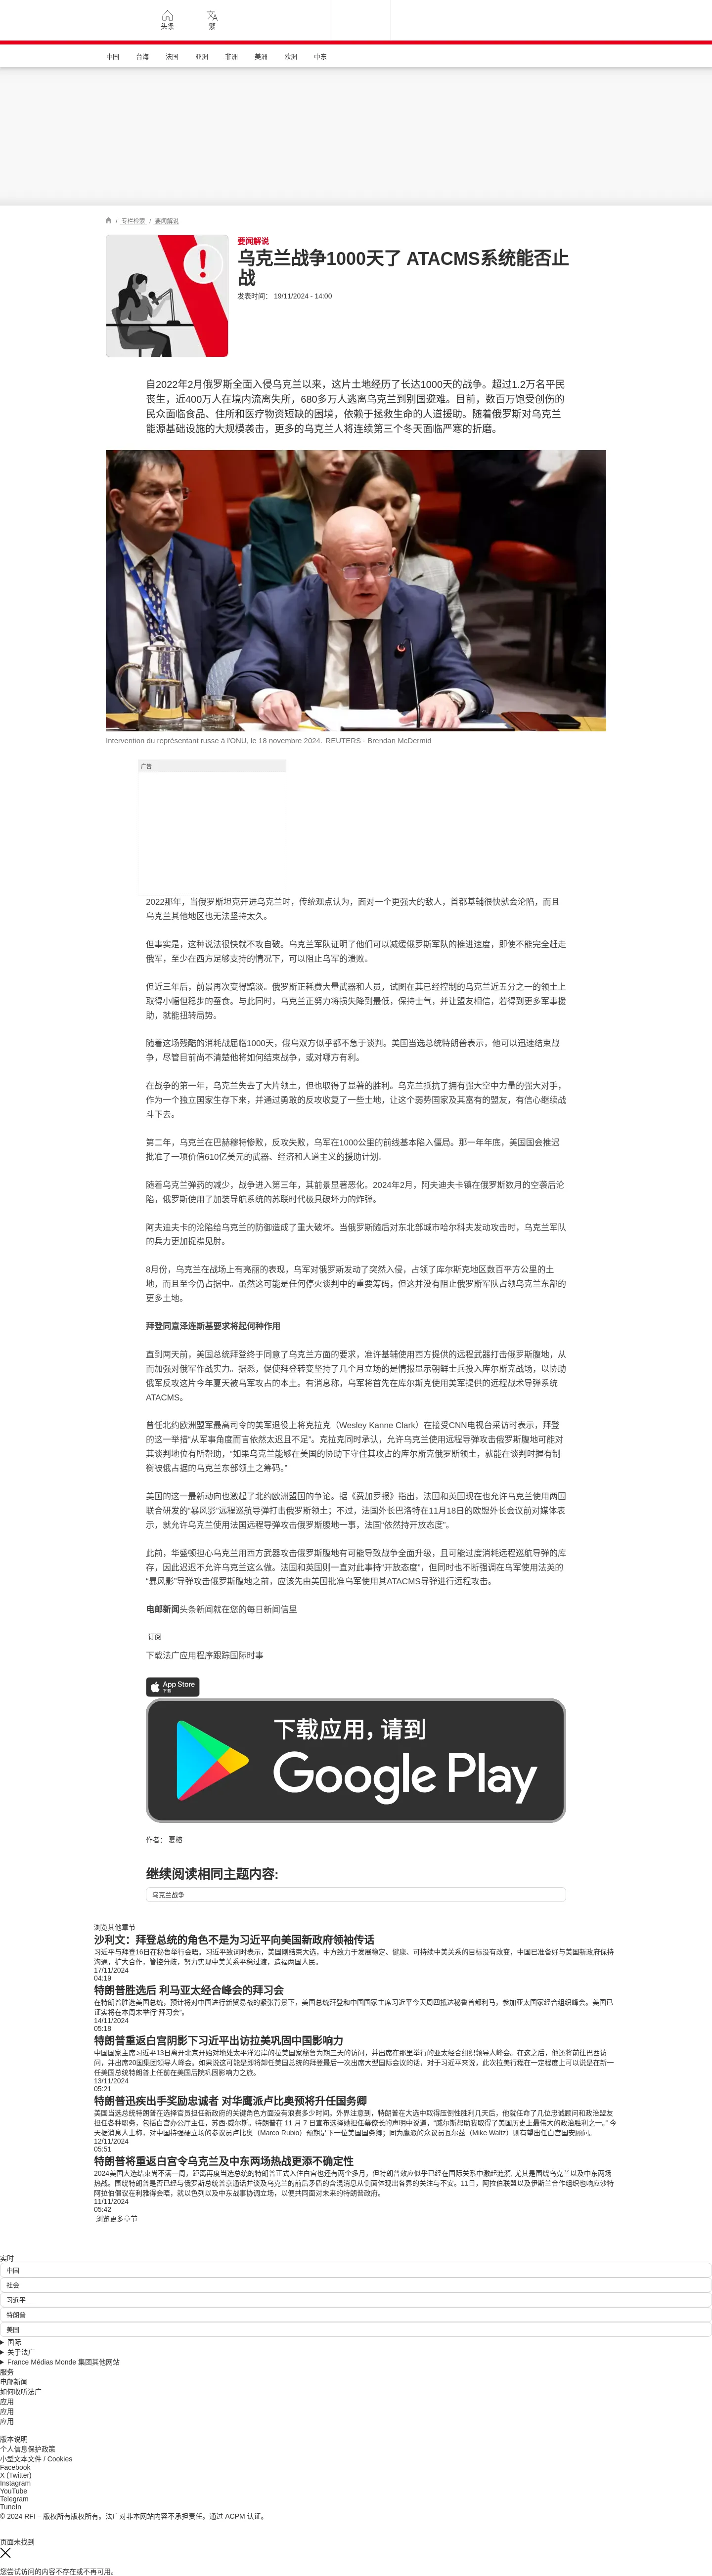 头条
繁
中国
台海
法国
亚洲
非洲
美洲
欧洲
中东
/ 专栏检索 / 要闻解说
要闻解说
乌克兰战争1000天了 ATACMS系统能否止
战
发表时间： 19/11/2024 - 14:00
自2022年2月俄罗斯全面入侵乌克兰以来，这片土地经历了长达1000天的战争。超过1.2万名平民
丧生，近400万人在境内流离失所，680多万人逃离乌克兰到别国避难。目前，数百万饱受创伤的
民众面临食品、住所和医疗物资短缺的困境，依赖于拯救生命的人道援助。随着俄罗斯对乌克兰
能源基础设施的大规模袭击，更多的乌克兰人将连续第三个冬天面临严寒的折磨。
Intervention du représentant russe à l'ONU, le 18 novembre 2024. REUTERS - Brendan McDermid
广告
2022那年，当俄罗斯坦克开进乌克兰时，传统观点认为，面对一个更强大的敌人，首都基辅很快就会沦陷，而且
乌克兰其他地区也无法坚持太久。
但事实是，这种说法很快就不攻自破。乌克兰军队证明了他们可以减缓俄罗斯军队的推进速度，即使不能完全赶走
俄军，至少在西方足够支持的情况下，可以阻止乌军的溃败。
但近三年后，前景再次变得黯淡。俄罗斯正耗费大量武器和人员，试图在其已经控制的乌克兰近五分之一的领土上
取得小幅但稳步的蚕食。与此同时，乌克兰正努力将损失降到最低，保持士气，并让盟友相信，若得到更多军事援
助，就能扭转局势。
随着这场残酷的消耗战届临1000天，俄乌双方似乎都不急于谈判。美国当选总统特朗普表示，他可以迅速结束战
争，尽管目前尚不清楚他将如何结束战争，或对哪方有利。
在战争的第一年，乌克兰失去了大片领土，但也取得了显著的胜利。乌克兰抵抗了拥有强大空中力量的强大对手，
作为一个独立国家生存下来，并通过勇敢的反攻收复了一些土地，让这个弱势国家及其富有的盟友，有信心继续战
斗下去。
第二年，乌克兰在巴赫穆特惨败，反攻失败，乌军在1000公里的前线基本陷入僵局。那一年年底，美国国会推迟
批准了一项价值610亿美元的武器、经济和人道主义的援助计划。
随着乌克兰弹药的减少，战争进入第三年，其前景显著恶化。2024年2月，阿夫迪夫卡镇在俄罗斯数月的空袭后沦
陷，俄罗斯使用了加装导航系统的苏联时代极具破坏力的炸弹。
阿夫迪夫卡的沦陷给乌克兰的防御造成了重大破坏。当俄罗斯随后对东北部城市哈尔科夫发动攻击时，乌克兰军队
的兵力更加捉襟见肘。
8月份，乌克兰在战场上有亮丽的表现，乌军对俄罗斯发动了突然入侵，占领了库尔斯克地区数百平方公里的土
地，而且至今仍占据中。虽然这可能是任何停火谈判中的重要筹码，但这并没有阻止俄罗斯军队占领乌克兰东部的
更多土地。
拜登同意泽连斯基要求将起何种作用
直到两天前，美国总统拜登终于同意了乌克兰方面的要求，准许基辅使用西方提供的远程武器打击俄罗斯腹地，从
而加强对俄军作战实力。据悉，促使拜登转变坚持了几个月立场的是情报显示朝鲜士兵投入库尔斯克战场，以协助
俄军反攻这片今年夏天被乌军攻占的本土。有消息称，乌军将首先在库尔斯克使用美军提供的远程战术导弹系统
ATACMS。
曾任北约欧洲盟军最高司令的美军退役上将克拉克（Wesley Kanne Clark）在接受CNN电视台采访时表示，拜登
的这一举措“从军事角度而言依然太迟且不足”。克拉克同时承认，允许乌克兰使用远程导弹攻击俄罗斯腹地可能对
其谈判地位有所帮助，“如果乌克兰能够在美国的协助下守住其攻占的库尔斯克俄罗斯领土，就能在谈判时握有制
衡被俄占据的乌克兰东部领土之筹码。”
美国的这一最新动向也激起了北约欧洲盟国的争论。据《费加罗报》指出，法国和英国现在也允许乌克兰使用两国
联合研发的“暴风影”远程巡航导弹打击俄罗斯领土；不过，法国外长巴洛特在11月18日的欧盟外长会议前对媒体表
示，就允许乌克兰使用法国远程导弹攻击俄罗斯腹地一事，法国“依然持开放态度”。
此前，华盛顿担心乌克兰用西方武器攻击俄罗斯腹地有可能导致战争全面升级，且可能过度消耗远程巡航导弹的库
存，因此迟迟不允许乌克兰这么做。法国和英国则一直对此事持“开放态度”，但同时也不断强调在乌军使用法英的
“暴风影”导弹攻击俄罗斯腹地之前，应该先由美国批准乌军使用其ATACMS导弹进行远程攻击。
电邮新闻头条新闻就在您的每日新闻信里
订阅
下载法广应用程序跟踪国际时事
App Store
下载
下载应用，请到
Google Play
作者： 夏榕
继续阅读相同主题内容:
乌克兰战争
浏览其他章节
沙利文：拜登总统的角色不是为习近平向美国新政府领袖传话
习近平与拜登16日在秘鲁举行会晤。习近平致词时表示，美国刚结束大选，中方致力于发展稳定、健康、可持续中美关系的目标没有改变，中国已准备好与美国新政府保持
沟通，扩大合作，管控分歧，努力实现中美关系平稳过渡，造福两国人民。
17/11/2024
04:19
特朗普胜选后 利马亚太经合峰会的拜习会
在特朗普胜选美国总统，预计将对中国进行新贸易战的紧张背景下，美国总统拜登和中国国家主席习近平今天周四抵达秘鲁首都利马，参加亚太国家经合组织峰会。美国已
证实将在本周末举行“拜习会”。
14/11/2024
05:18
特朗普重返白宫阴影下习近平出访拉美巩固中国影响力
中国国家主席习近平13日离开北京开始对地处太平洋沿岸的拉美国家秘鲁为期三天的访问，并出席在那里举行的亚太经合组织领导人峰会。在这之后，他还将前往巴西访
问，并出席20国集团领导人峰会。如果说这可能是即将卸任美国总统的拜登最后一次出席大型国际会议的话，对于习近平来说，此次拉美行程在一定程度上可以说是在新一
任美国总统特朗普上任前在美国后院巩固影响力之旅。
13/11/2024
05:21
特朗普迅疾出手奖励忠诚者 对华鹰派卢比奥预将升任国务卿
美国当选总统特朗普在选择官员担任新政府的关键角色方面没有浪费多少时间。外界注意到，特朗普在大选中取得压倒性胜利几天后，他就任命了几位忠诚顾问和政治盟友
担任各种职务，包括白宫办公厅主任，苏西·威尔斯。特朗普在 11 月 7 日宣布选择她担任幕僚长的声明中说道，“威尔斯帮助我取得了美国历史上最伟大的政治胜利之一。” 今
天据消息人士称，对中国持强硬立场的参议员卢比奥（Marco Rubio）预期是下一位美国国务卿；同为鹰派的众议员瓦尔兹（Mike Waltz）则有望出任白宫国安顾问。
12/11/2024
05:51
特朗普将重返白宫令乌克兰及中东两场热战更添不确定性
2024美国大选结束尚不满一周，距离再度当选总统的特朗普正式入住白宫也还有两个多月，但特朗普效应似乎已经在国际关系中激起涟漪, 尤其是围绕乌克兰以及中东两场
热战。围绕特朗普是否已经与俄罗斯总统普京通话并谈及乌克兰的前后矛盾的含混消息从侧面体现出各界的关注与不安。11日，阿拉伯联盟以及伊斯兰合作组织也响应沙特
阿拉伯倡议在利雅得会晤，就以色列以及中东战事协调立场，以便共同面对未来的特朗普政府。
11/11/2024
05:42
浏览更多章节
实时
中国
社会
习近平
特朗普
美国
国际
关于法广
France Médias Monde 集团其他网站
服务
电邮新闻
如何收听法广
应用
应用
应用
版本说明
个人信息保护政策
小型文本文件 / Cookies
Facebook
X (Twitter)
Instagram
YouTube
Telegram
TuneIn
© 2024 RFI – 版权所有版权所有。法广对非本网站内容不承担责任。通过 ACPM 认证。
页面未找到
您尝试访问的内容不存在或不再可用。